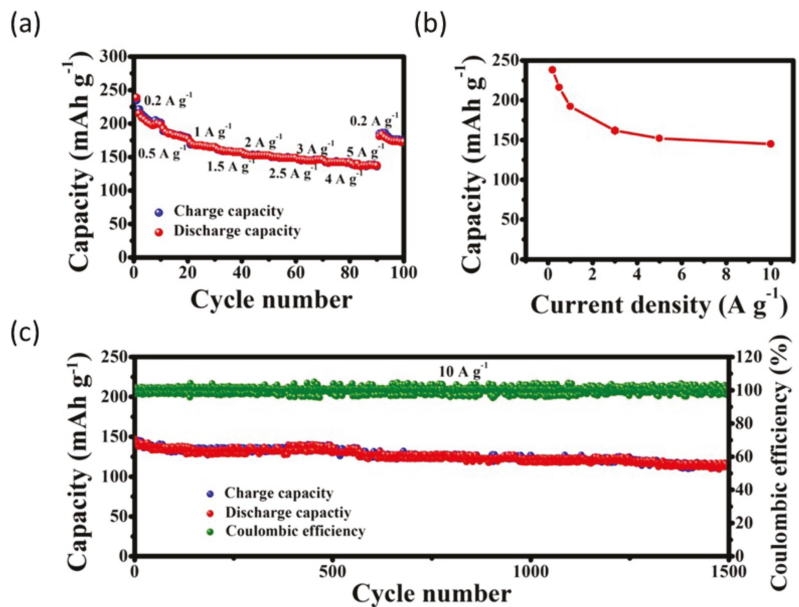 (a)
Capacity (mAh g-1)
300
250
200
150
100
50
0
0.2 A g-1
0.5 A g-1
1 A g-1
1.5 A g-1
2 A g-1
2.5 A g-1
3 A g-1
4 A g-1
5 A g-1
0.2 A g-1
Charge capacity
Discharge capacity
0 20 40 60 80 100
Cycle number
(b)
Capacity (mAh g-1)
250
200
150
100
50
0
0 2 4 6 8 10
Current density (A g-1)
(c)
Capacity (mAh g-1)
250
200
150
100
50
0
10 A g-1
Charge capacity
Discharge capactiy
Coulombic efficiency
120
100
80
60
40
20
0
Coulombic efficiency (%)
0 500 1000 1500
Cycle number